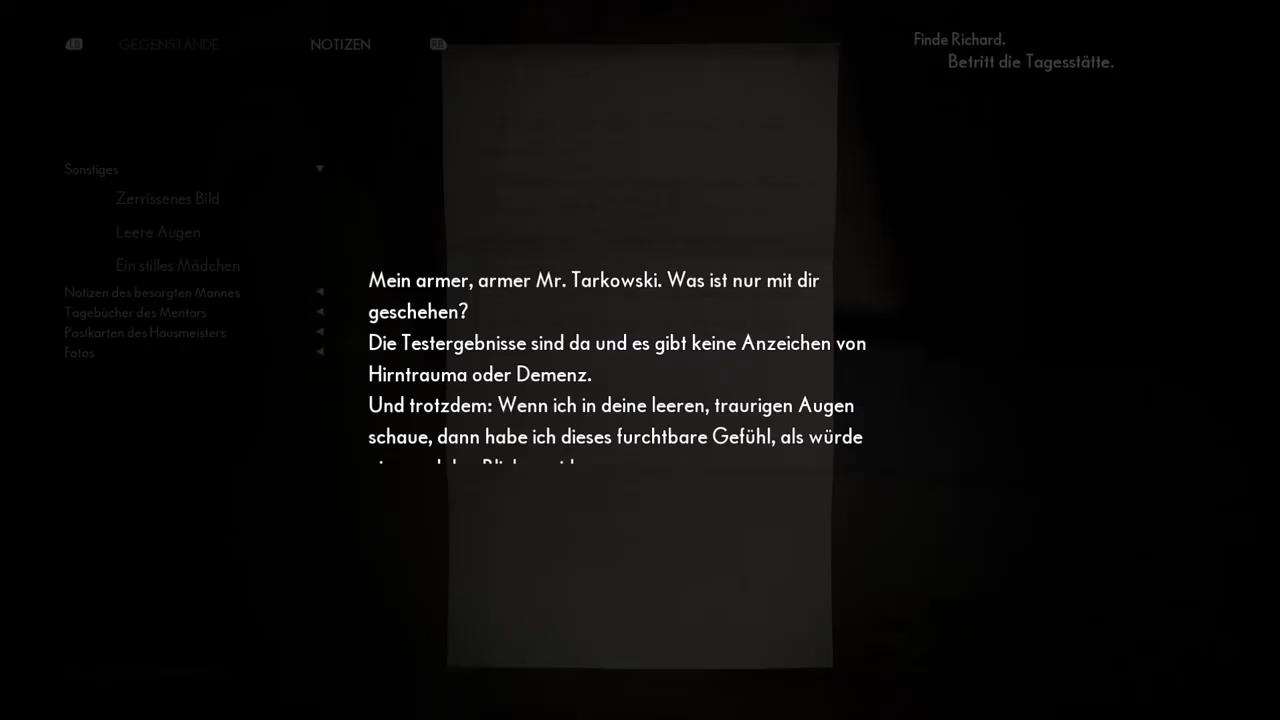 LB GEGENSTÄNDE NOTIZEN RB
Finde Richard.
Betritt die Tagesstätte.
Sonstiges
Zerrissenes Bild
Leere Augen
Ein stilles Mädchen
Notizen des besorgten Mannes
Tagebücher des Mentors
Postkarten des Hausmeisters
Fotos
Mein armer, armer Mr. Tarkowski. Was ist nur mit dir
geschehen?
Die Testergebnisse sind da und es gibt keine Anzeichen von
Hirntrauma oder Demenz.
Und trotzdem: Wenn ich in deine leeren, traurigen Augen
schaue, dann habe ich dieses furchtbare Gefühl, als würde